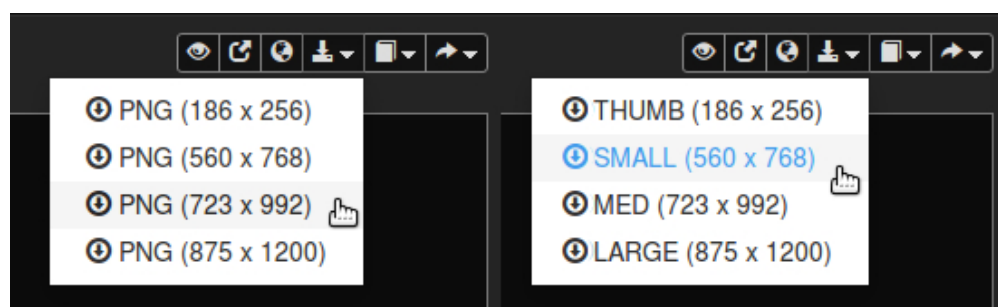 PNG (186 x 256)
PNG (560 x 768)
PNG (723 x 992)
PNG (875 x 1200)
THUMB (186 x 256)
SMALL (560 x 768)
MED (723 x 992)
LARGE (875 x 1200)